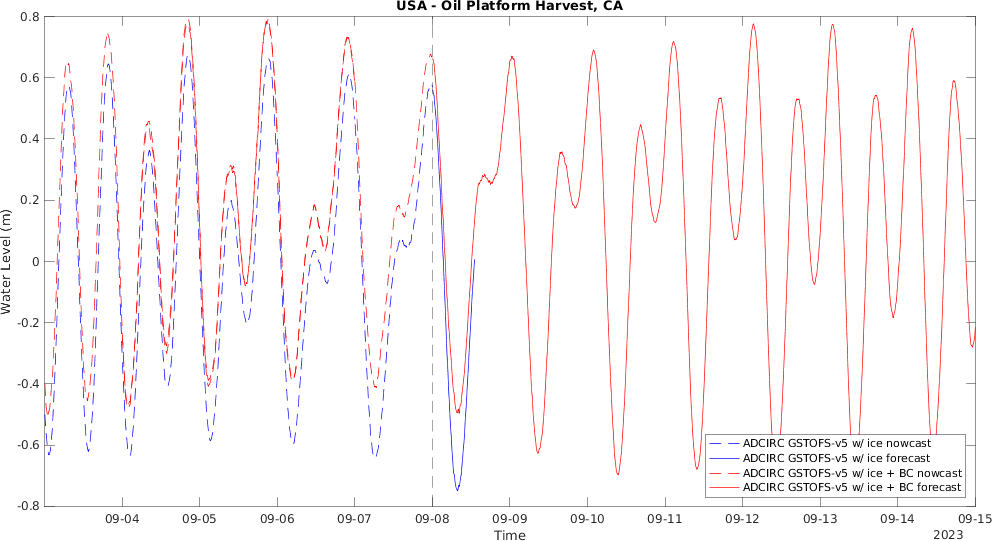 USA - Oil Platform Harvest, CA
0.8
0.6
0.4
0.2
0
-0.2
-0.4
-0.6
-0.8
Water Level (m)
ADCIRC GSTOFS-v5 w/ ice nowcast
ADCIRC GSTOFS-v5 w/ ice forecast
ADCIRC GSTOFS-v5 w/ ice + BC nowcast
ADCIRC GSTOFS-v5 w/ ice + BC forecast
09-04 09-05 09-06 09-07 09-08 09-09 09-10 09-11 09-12 09-13 09-14 09-15
Time
2023